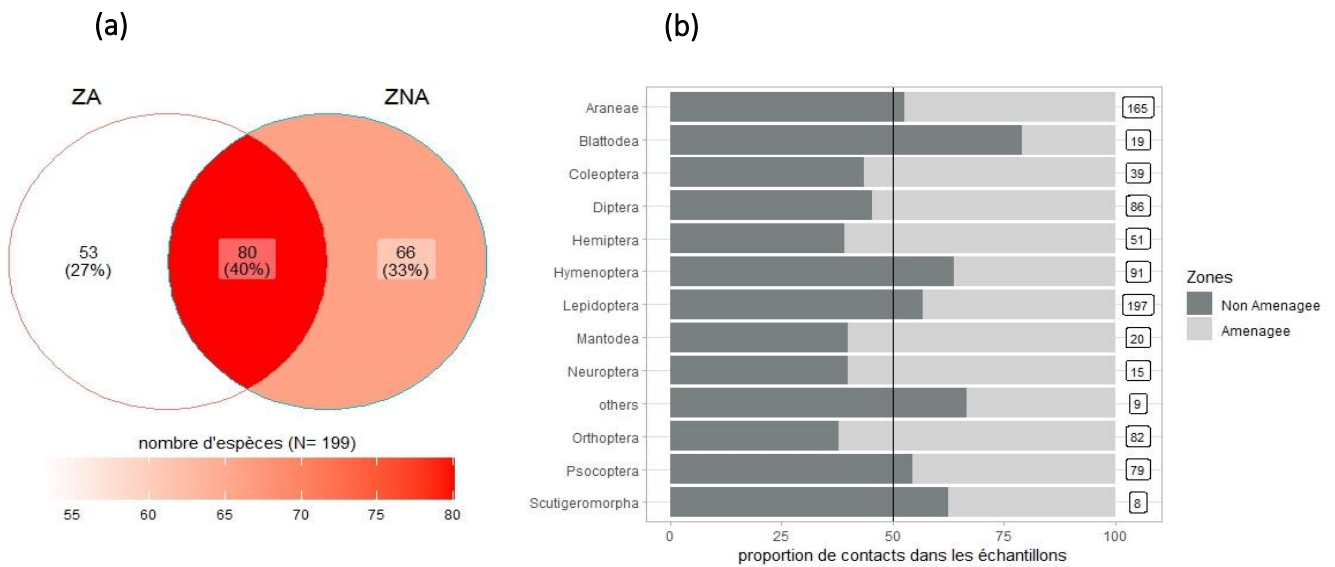 (a)
ZA
ZNA
53
(27%)
80
(40%)
66
(33%)
nombre d'espèces (N= 199)
55 60 65 70 75 80
(b)
Araneae 165
Blattodea 19
Coleoptera 39
Diptera 86
Hemiptera 51
Hymenoptera 91
Lepidoptera 197
Mantodea 20
Neuroptera 15
others 9
Orthoptera 82
Psocoptera 79
Scutigeromorpha 8
0 25 50 75 100
proportion de contacts dans les échantillons
Zones
Non Amenagee
Amenagee